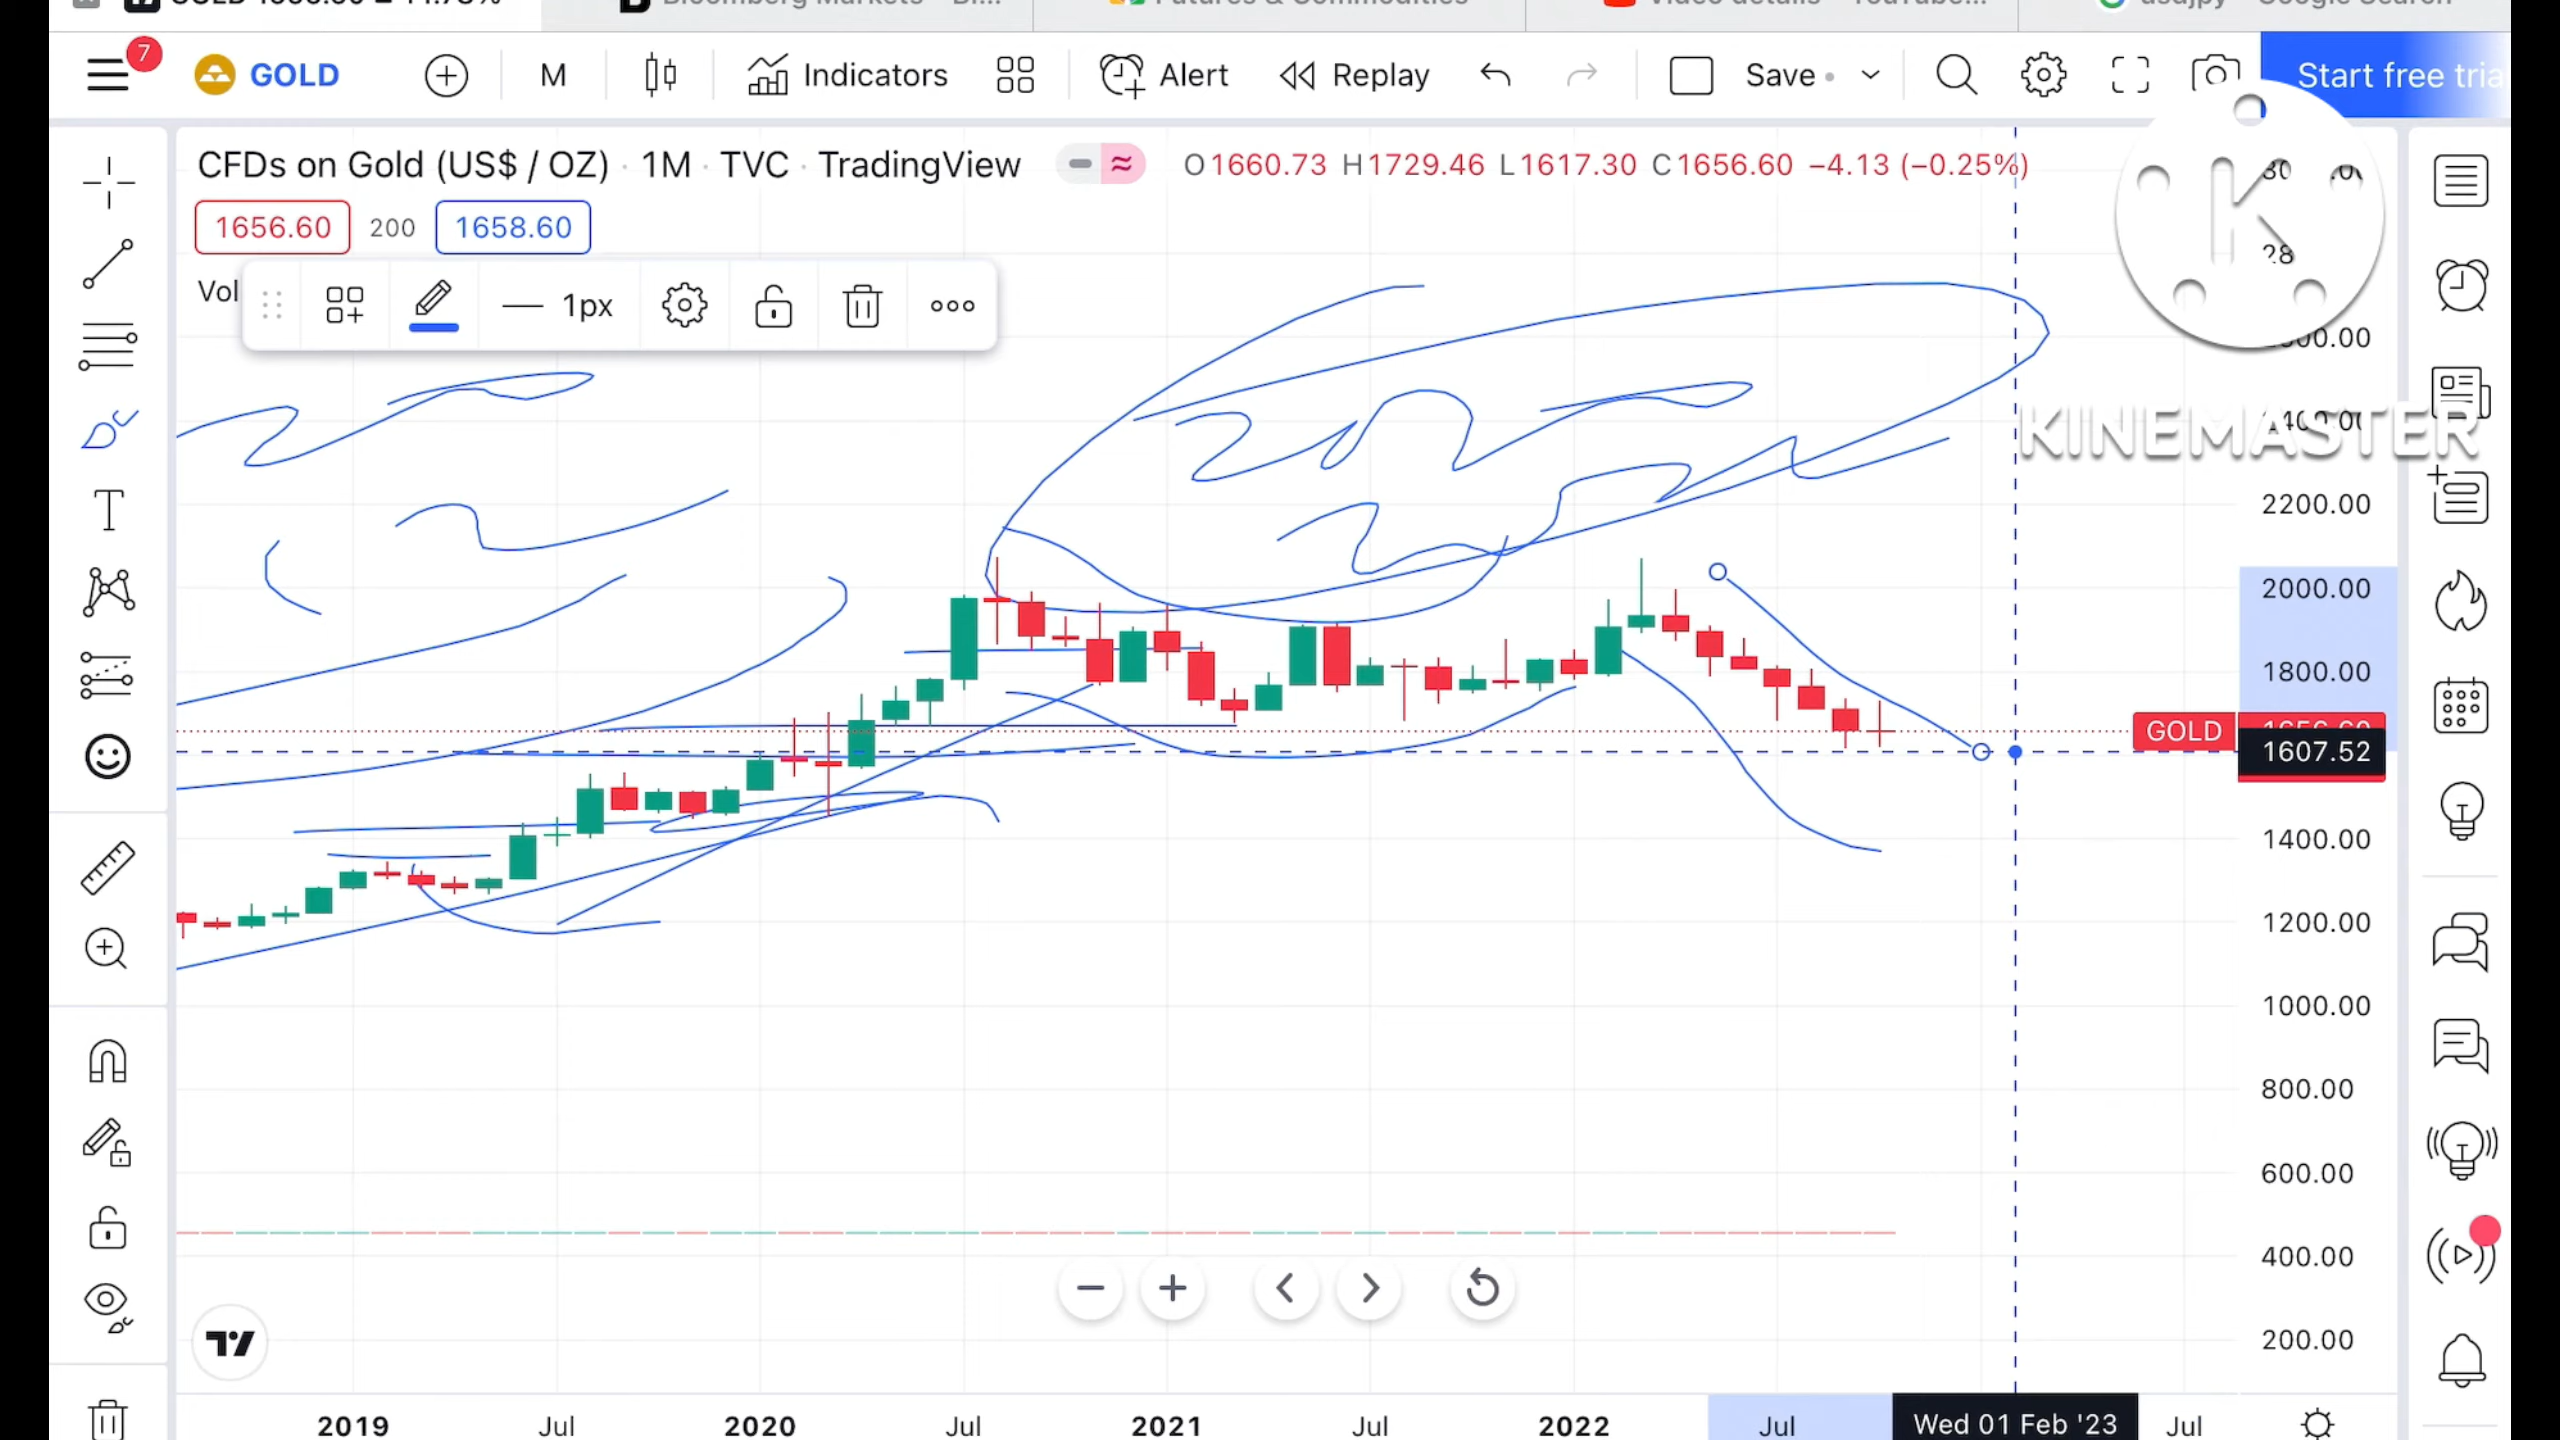 7
GOLD
M
Indicators
Alert
Replay
Save
Start free tria
CFDs on Gold (US$ / OZ) · 1M · TVC · TradingView
O1660.73 H1729.46 L1617.30 C1656.60 −4.13 (−0.25%)
1656.60
200
1658.60
Vol
1px
K
KINEMASTER
2200.00
2000.00
1800.00
GOLD
1607.52
1400.00
1200.00
1000.00
800.00
600.00
400.00
200.00
2019
Jul
2020
Jul
2021
Jul
2022
Jul
Wed 01 Feb '23
Jul